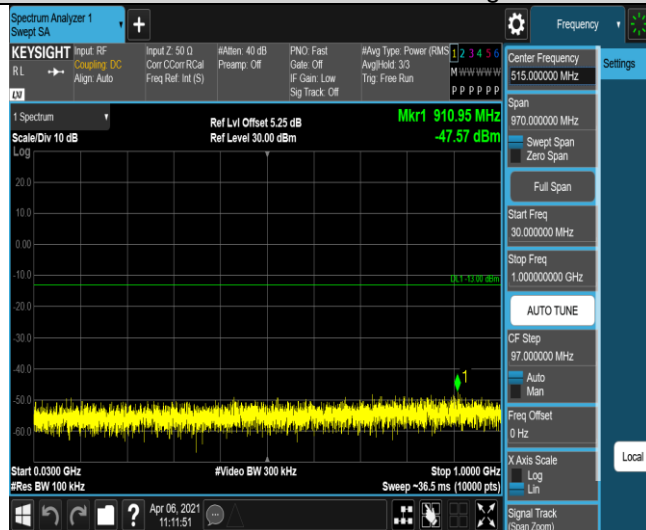 Spectrum Analyzer 1
Swept SA
Frequency
KEYSIGHT
RL
LXI
Input: RF
Coupling: DC
Align: Auto
Input Z: 50 Ω
Corr CCorr RCal
Freq Ref: Int (S)
#Atten: 40 dB
Preamp: Off
PNO: Fast
Gate: Off
IF Gain: Low
Sig Track: Off
#Avg Type: Power (RMS
Avg|Hold: 3/3
Trig: Free Run
1 2 3 4 5 6
M W W W W W
P P P P P P
Center Frequency
515.000000 MHz
Settings
1 Spectrum
Scale/Div 10 dB
Log
Ref Lvl Offset 5.25 dB
Ref Level 30.00 dBm
Mkr1 910.95 MHz
-47.57 dBm
Span
970.000000 MHz
Swept Span
Zero Span
Full Span
Start Freq
30.000000 MHz
Stop Freq
1.000000000 GHz
AUTO TUNE
CF Step
97.000000 MHz
Auto
Man
Freq Offset
0 Hz
X Axis Scale
Log
Lin
Local
Signal Track
(Span Zoom)
20.0
10.0
0.00
-10.0
DL1 -13.00 dBm
-20.0
-30.0
-40.0
1
-50.0
-60.0
Start 0.0300 GHz
#Res BW 100 kHz
#Video BW 300 kHz
Stop 1.0000 GHz
Sweep ~36.5 ms (10000 pts)
?
Apr 06, 2021
11:11:51